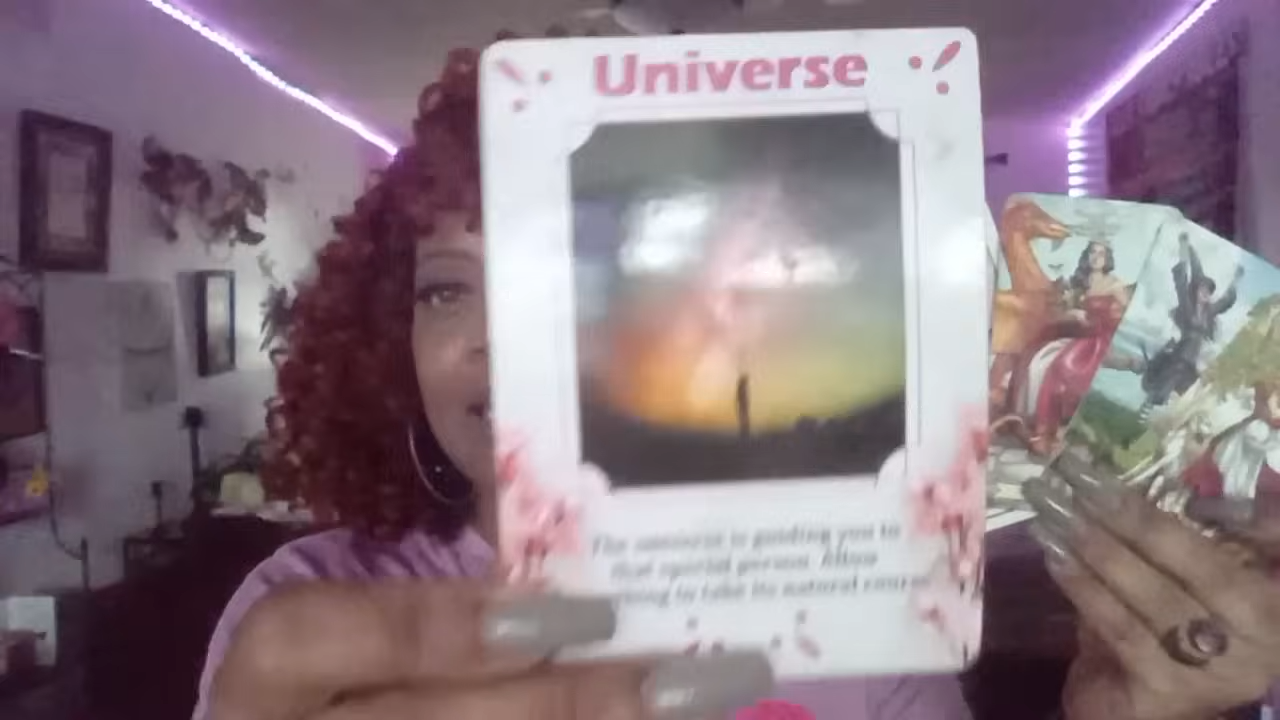 Universe
The universe is guiding you to
that special person. Allow
to take its natural course